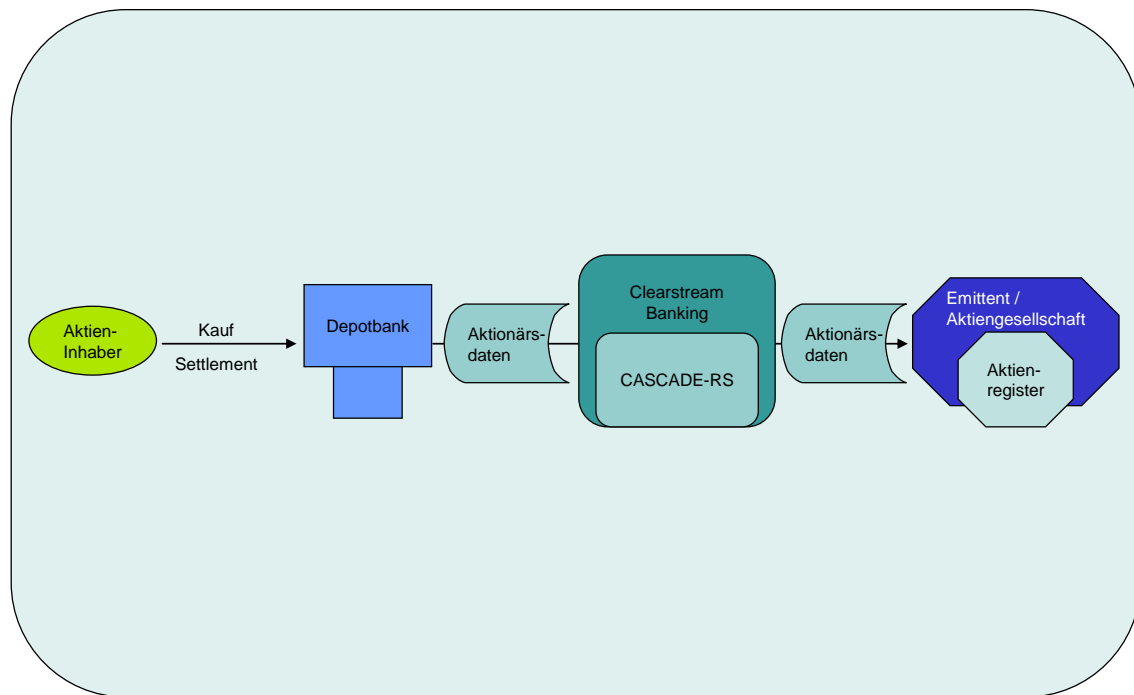 Aktien-
Inhaber
Kauf
Settlement
Depotbank
Aktionärs-
daten
Clearstream
Banking
CASCADE-RS
Aktionärs-
daten
Emittent /
Aktiengesellschaft
Aktien-
register